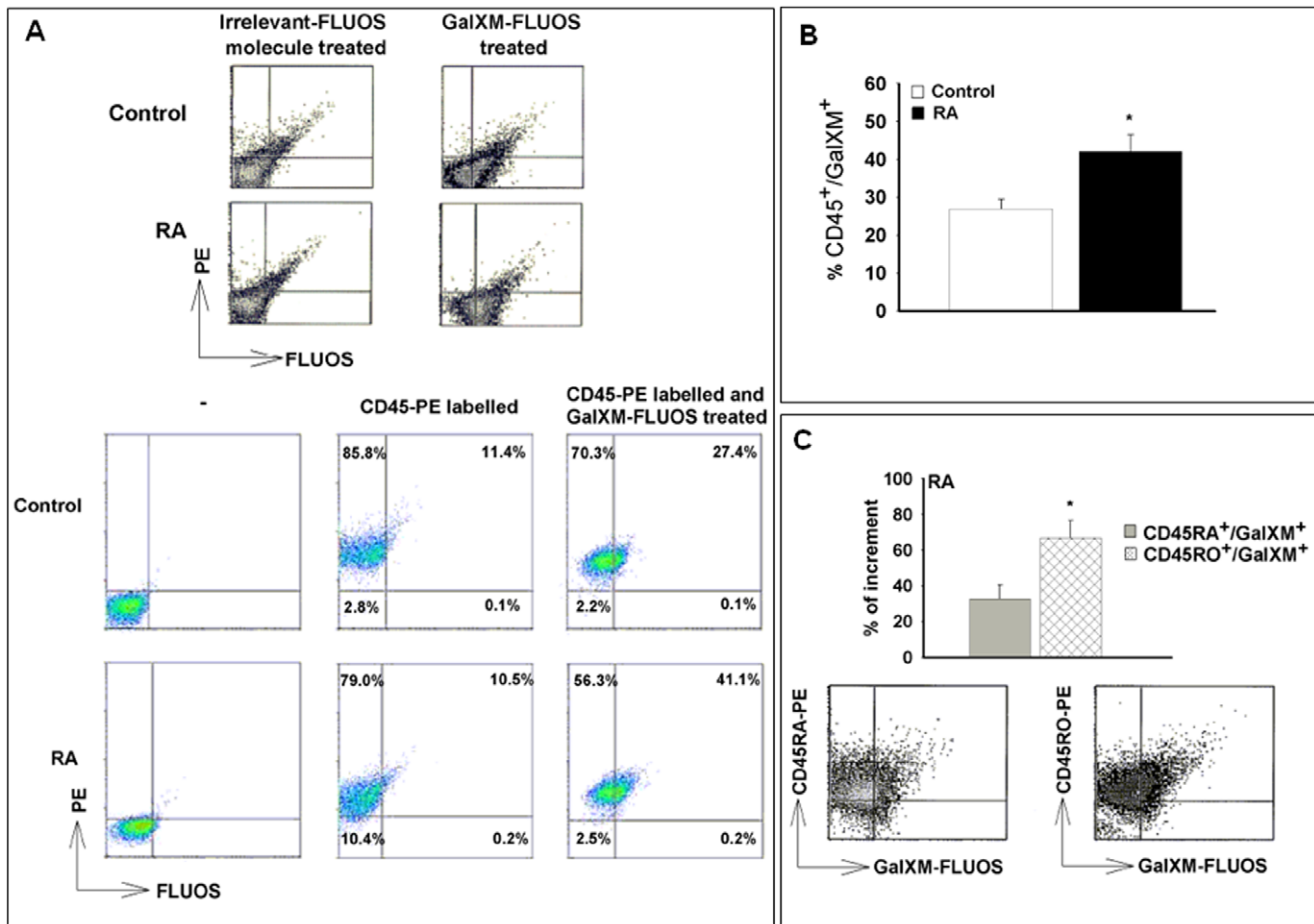 A
Irrelevant-FLUOS
molecule treated
GalXM-FLUOS
treated
Control
RA
PE
FLUOS
-
CD45-PE labelled
CD45-PE labelled and
GalXM-FLUOS treated
Control
85.8% 11.4%
2.8% 0.1%
70.3% 27.4%
2.2% 0.1%
RA
79.0% 10.5%
10.4% 0.2%
56.3% 41.1%
2.5% 0.2%
PE
FLUOS
B
60
50
40
30
20
10
0
% CD45+/GalXM+
Control
RA
*
C
100
80
60
40
20
0
% of increment
RA
*
CD45RA+/GalXM+
CD45RO+/GalXM+
CD45RA-PE
GalXM-FLUOS
CD45RO-PE
GalXM-FLUOS